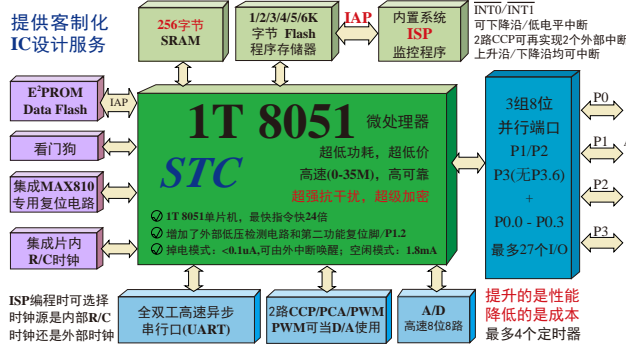 提供客制化
IC设计服务
256字节
SRAM
1/2/3/4/5/6K
字节 Flash
程序存储器
IAP
内置系统
ISP
监控程序
INT0/INT1
可下降沿/低电平中断
2路CCP可再实现2个外部中断
上升沿/下降沿均可中断
E²PROM
Data Flash
IAP
看门狗
集成MAX810
专用复位电路
集成片内
R/C时钟
1T 8051 微处理器
STC
超低功耗，超低价
高速(0-35M)，高可靠
超强抗干扰，超级加密
1T 8051单片机，最快指令快24倍
增加了外部低压检测电路和第二功能复位脚/P1.2
掉电模式：<0.1uA,可由外中断唤醒；空闲模式：1.8mA
3组8位
并行端口
P1/P2
P3(无P3.6)
+
P0.0 - P0.3
最多27个I/O
P0
P1
P2
P3
ISP编程时可选择
时钟源是内部R/C
时钟还是外部时钟
全双工高速异步
串行口(UART)
2路CCP/PCA/PWM
PWM可当D/A使用
A/D
高速8位8路
提升的是性能
降低的是成本
最多4个定时器